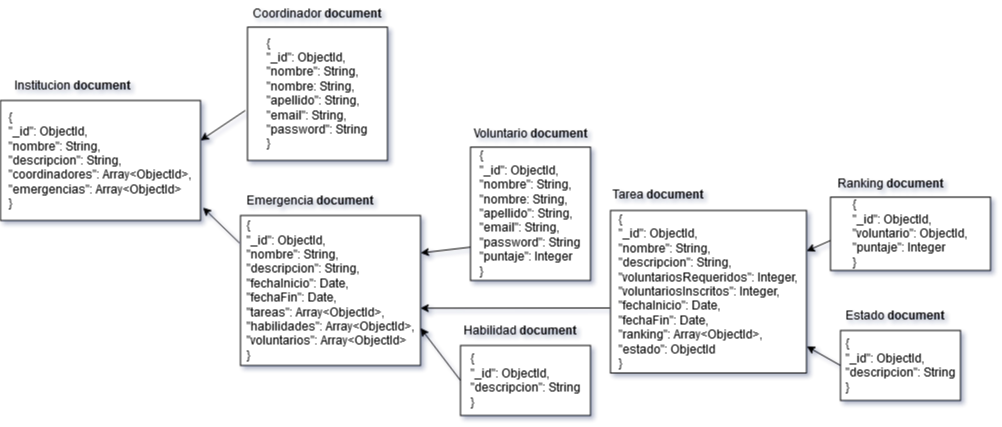 Coordinador document
{
"_id": ObjectId,
"nombre": String,
"nombre: String,
"apellido": String,
"email": String,
"password": String
}
Institucion document
{
"_id": ObjectId,
"nombre": String,
"descripcion": String,
"coordinadores": Array<ObjectId>,
"emergencias": Array<ObjectId>
}
Voluntario document
{
"_id": ObjectId,
"nombre": String,
"nombre: String,
"apellido": String,
"email": String,
"password": String
"puntaje": Integer
}
Emergencia document
{
"_id": ObjectId,
"nombre": String,
"descripcion": String,
"fechaInicio": Date,
"fechaFin": Date,
"tareas": Array<ObjectId>,
"habilidades": Array<ObjectId>,
"voluntarios": Array<ObjectId>
}
Habilidad document
{
"_id": ObjectId,
"descripcion": String
}
Tarea document
{
"_id": ObjectId,
"nombre": String,
"descripcion": String,
"voluntariosRequeridos": Integer,
"voluntariosInscritos": Integer,
"fechaInicio": Date,
"fechaFin": Date,
"ranking": Array<ObjectId>,
"estado": ObjectId
}
Ranking document
{
"_id": ObjectId,
"voluntario": ObjectId,
"puntaje": Integer
}
Estado document
{
"_id": ObjectId,
"descripcion": String
}